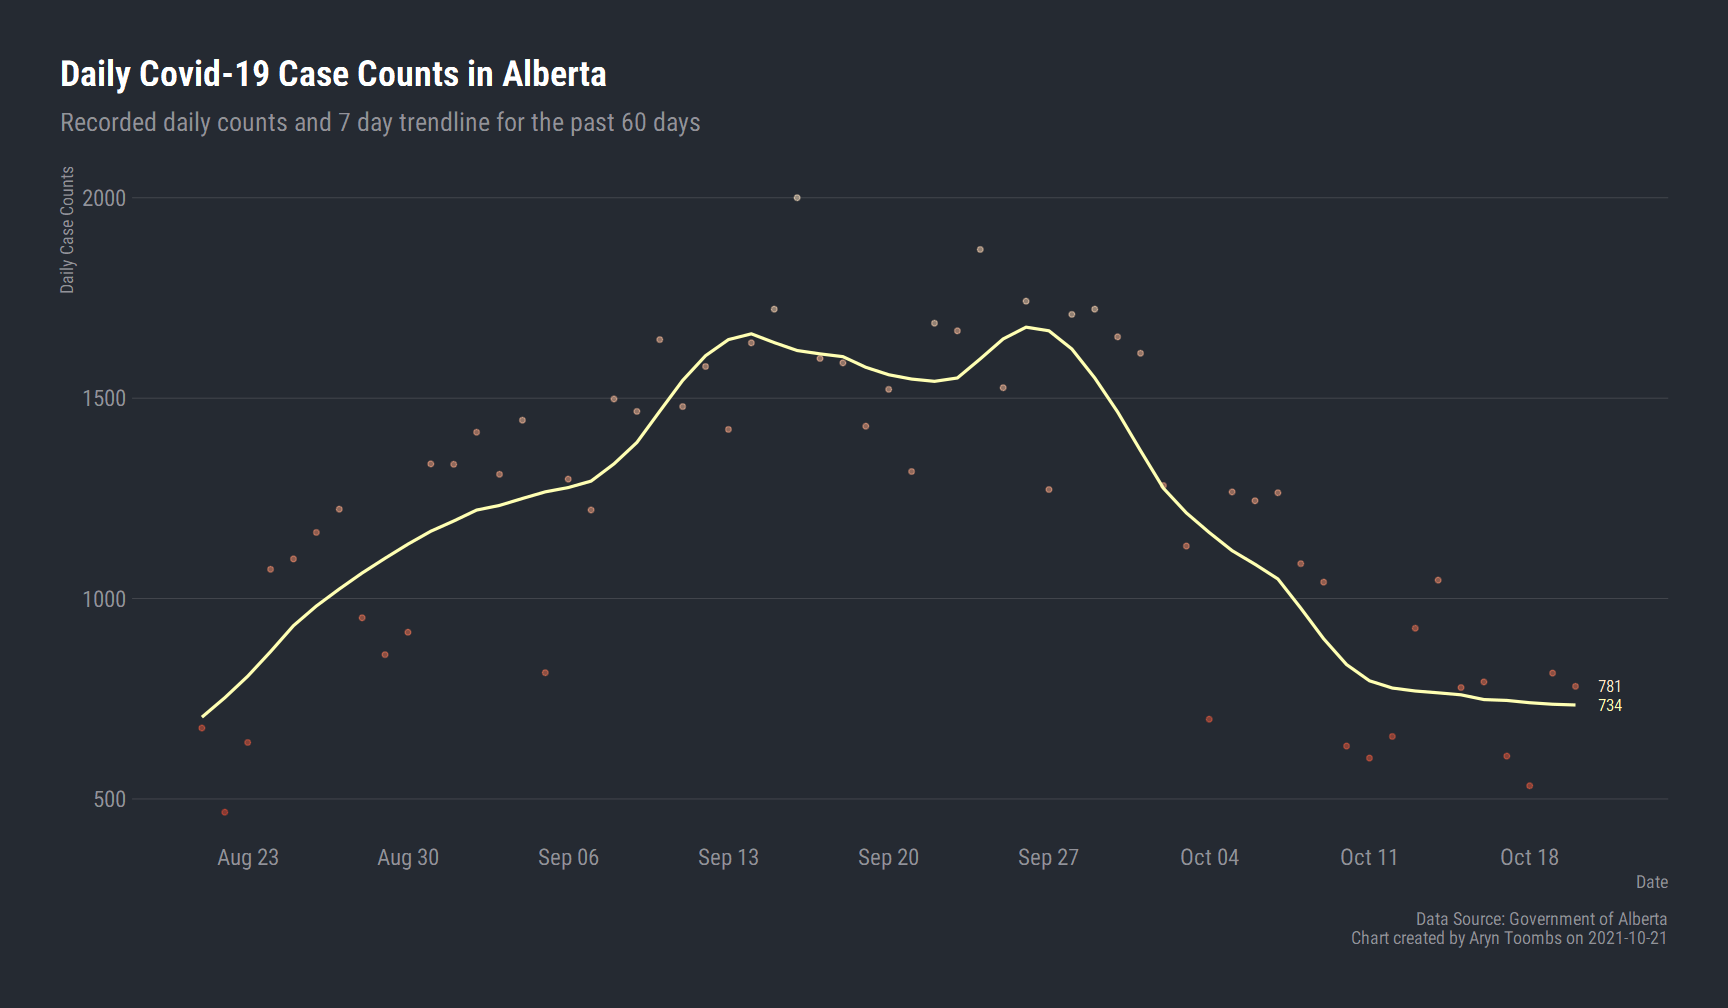 Daily Covid-19 Case Counts in Alberta
Recorded daily counts and 7 day trendline for the past 60 days
Daily Case Counts
2000
1500
1000
500
781
734
Aug 23
Aug 30
Sep 06
Sep 13
Sep 20
Sep 27
Oct 04
Oct 11
Oct 18
Date
Data Source: Government of Alberta
Chart created by Aryn Toombs on 2021-10-21